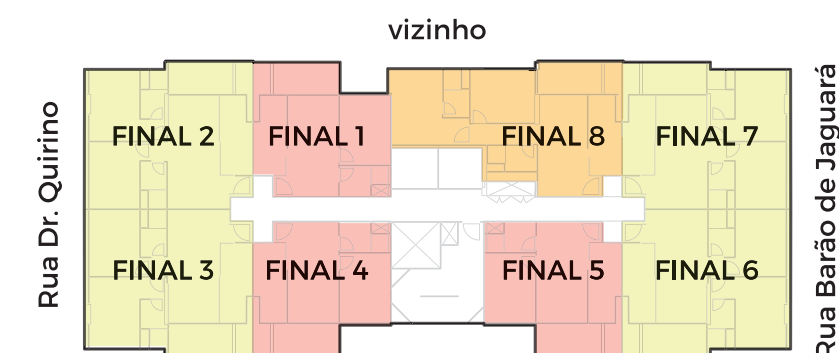 vizinho
Rua Dr. Quirino
FINAL 2
FINAL 1
FINAL 8
FINAL 7
FINAL 3
FINAL 4
FINAL 5
FINAL 6
Rua Barão de Jaguará